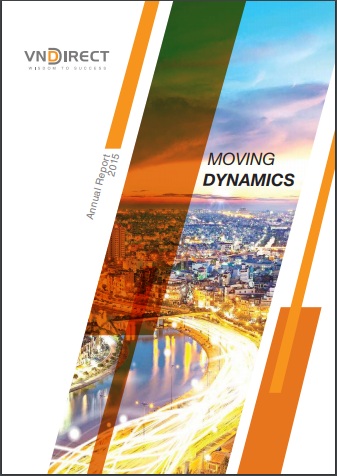 VNDIRECT
WISDOM TO SUCCESS
Annual Report
2015
MOVING
DYNAMICS